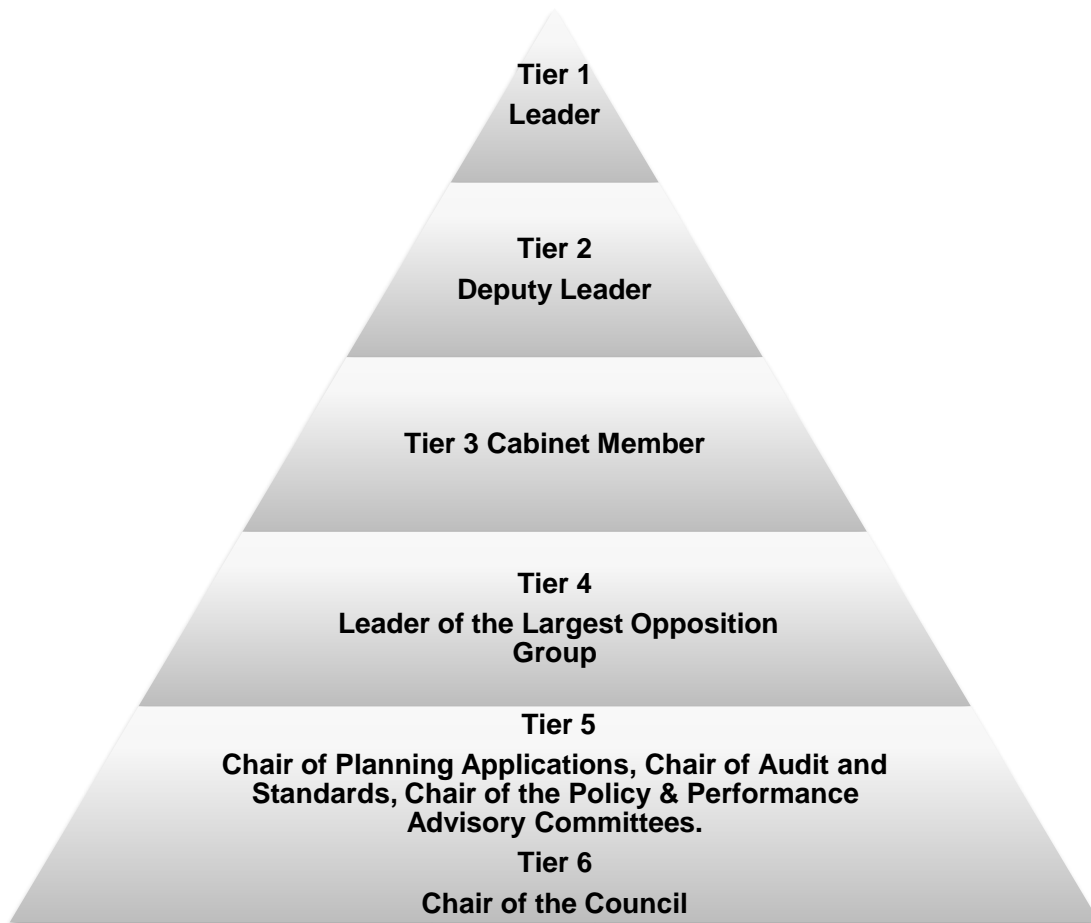 Tier 1
Leader
Tier 2
Deputy Leader
Tier 3 Cabinet Member
Tier 4
Leader of the Largest Opposition
Group
Tier 5
Chair of Planning Applications, Chair of Audit and
Standards, Chair of the Policy & Performance
Advisory Committees.
Tier 6
Chair of the Council